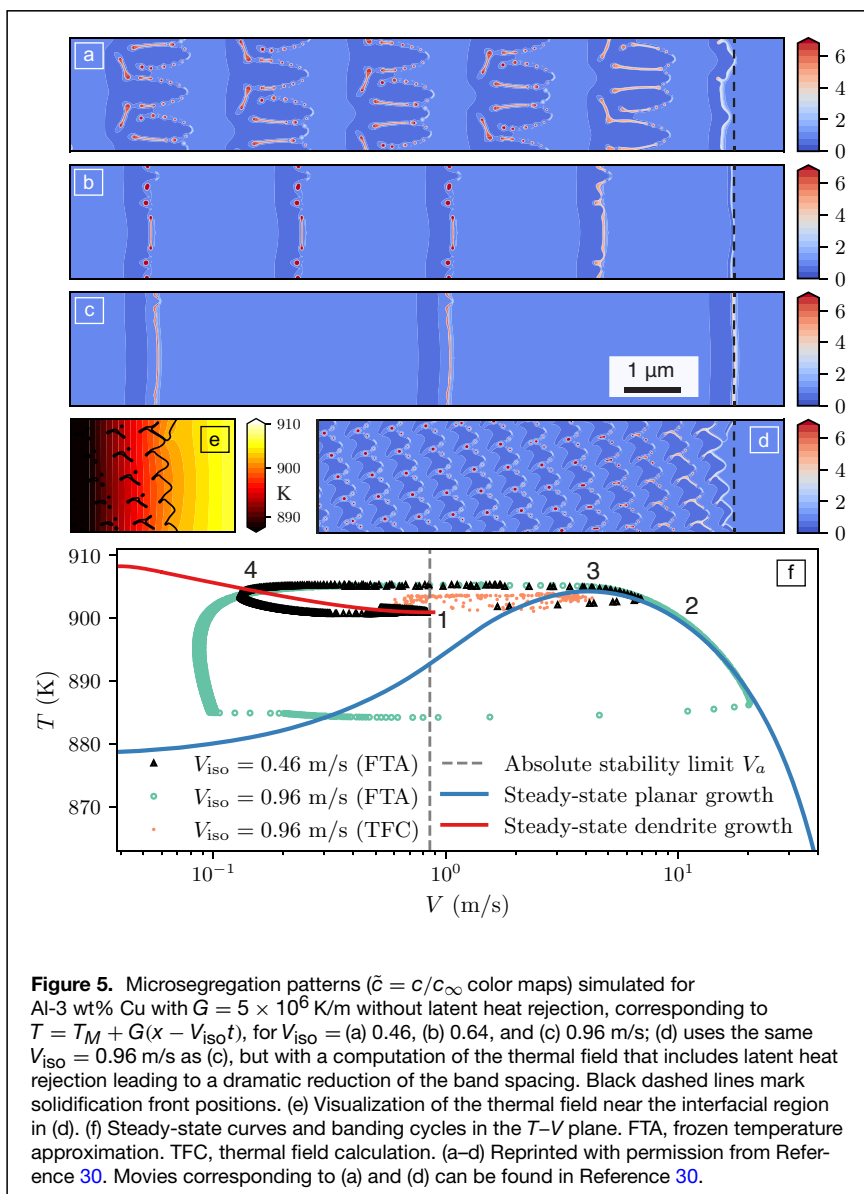 a
6
4
2
0
b
6
4
2
0
c
1 µm
6
4
2
0
e
910
900
K
890
d
6
4
2
0
910
900
890
880
870
T (K)
4
3
f
1
2
V_iso = 0.46 m/s (FTA)
V_iso = 0.96 m/s (FTA)
V_iso = 0.96 m/s (TFC)
Absolute stability limit V_a
Steady-state planar growth
Steady-state dendrite growth
10⁻¹
10⁰
10¹
V (m/s)
Figure 5. Microsegregation patterns (c̃ = c/c∞ color maps) simulated for
Al-3 wt% Cu with G = 5 × 10⁶ K/m without latent heat rejection, corresponding to
T = T_M + G(x − V_iso t), for V_iso = (a) 0.46, (b) 0.64, and (c) 0.96 m/s; (d) uses the same
V_iso = 0.96 m/s as (c), but with a computation of the thermal field that includes latent heat
rejection leading to a dramatic reduction of the band spacing. Black dashed lines mark
solidification front positions. (e) Visualization of the thermal field near the interfacial region
in (d). (f) Steady-state curves and banding cycles in the T–V plane. FTA, frozen temperature
approximation. TFC, thermal field calculation. (a–d) Reprinted with permission from Refer-
ence 30. Movies corresponding to (a) and (d) can be found in Reference 30.